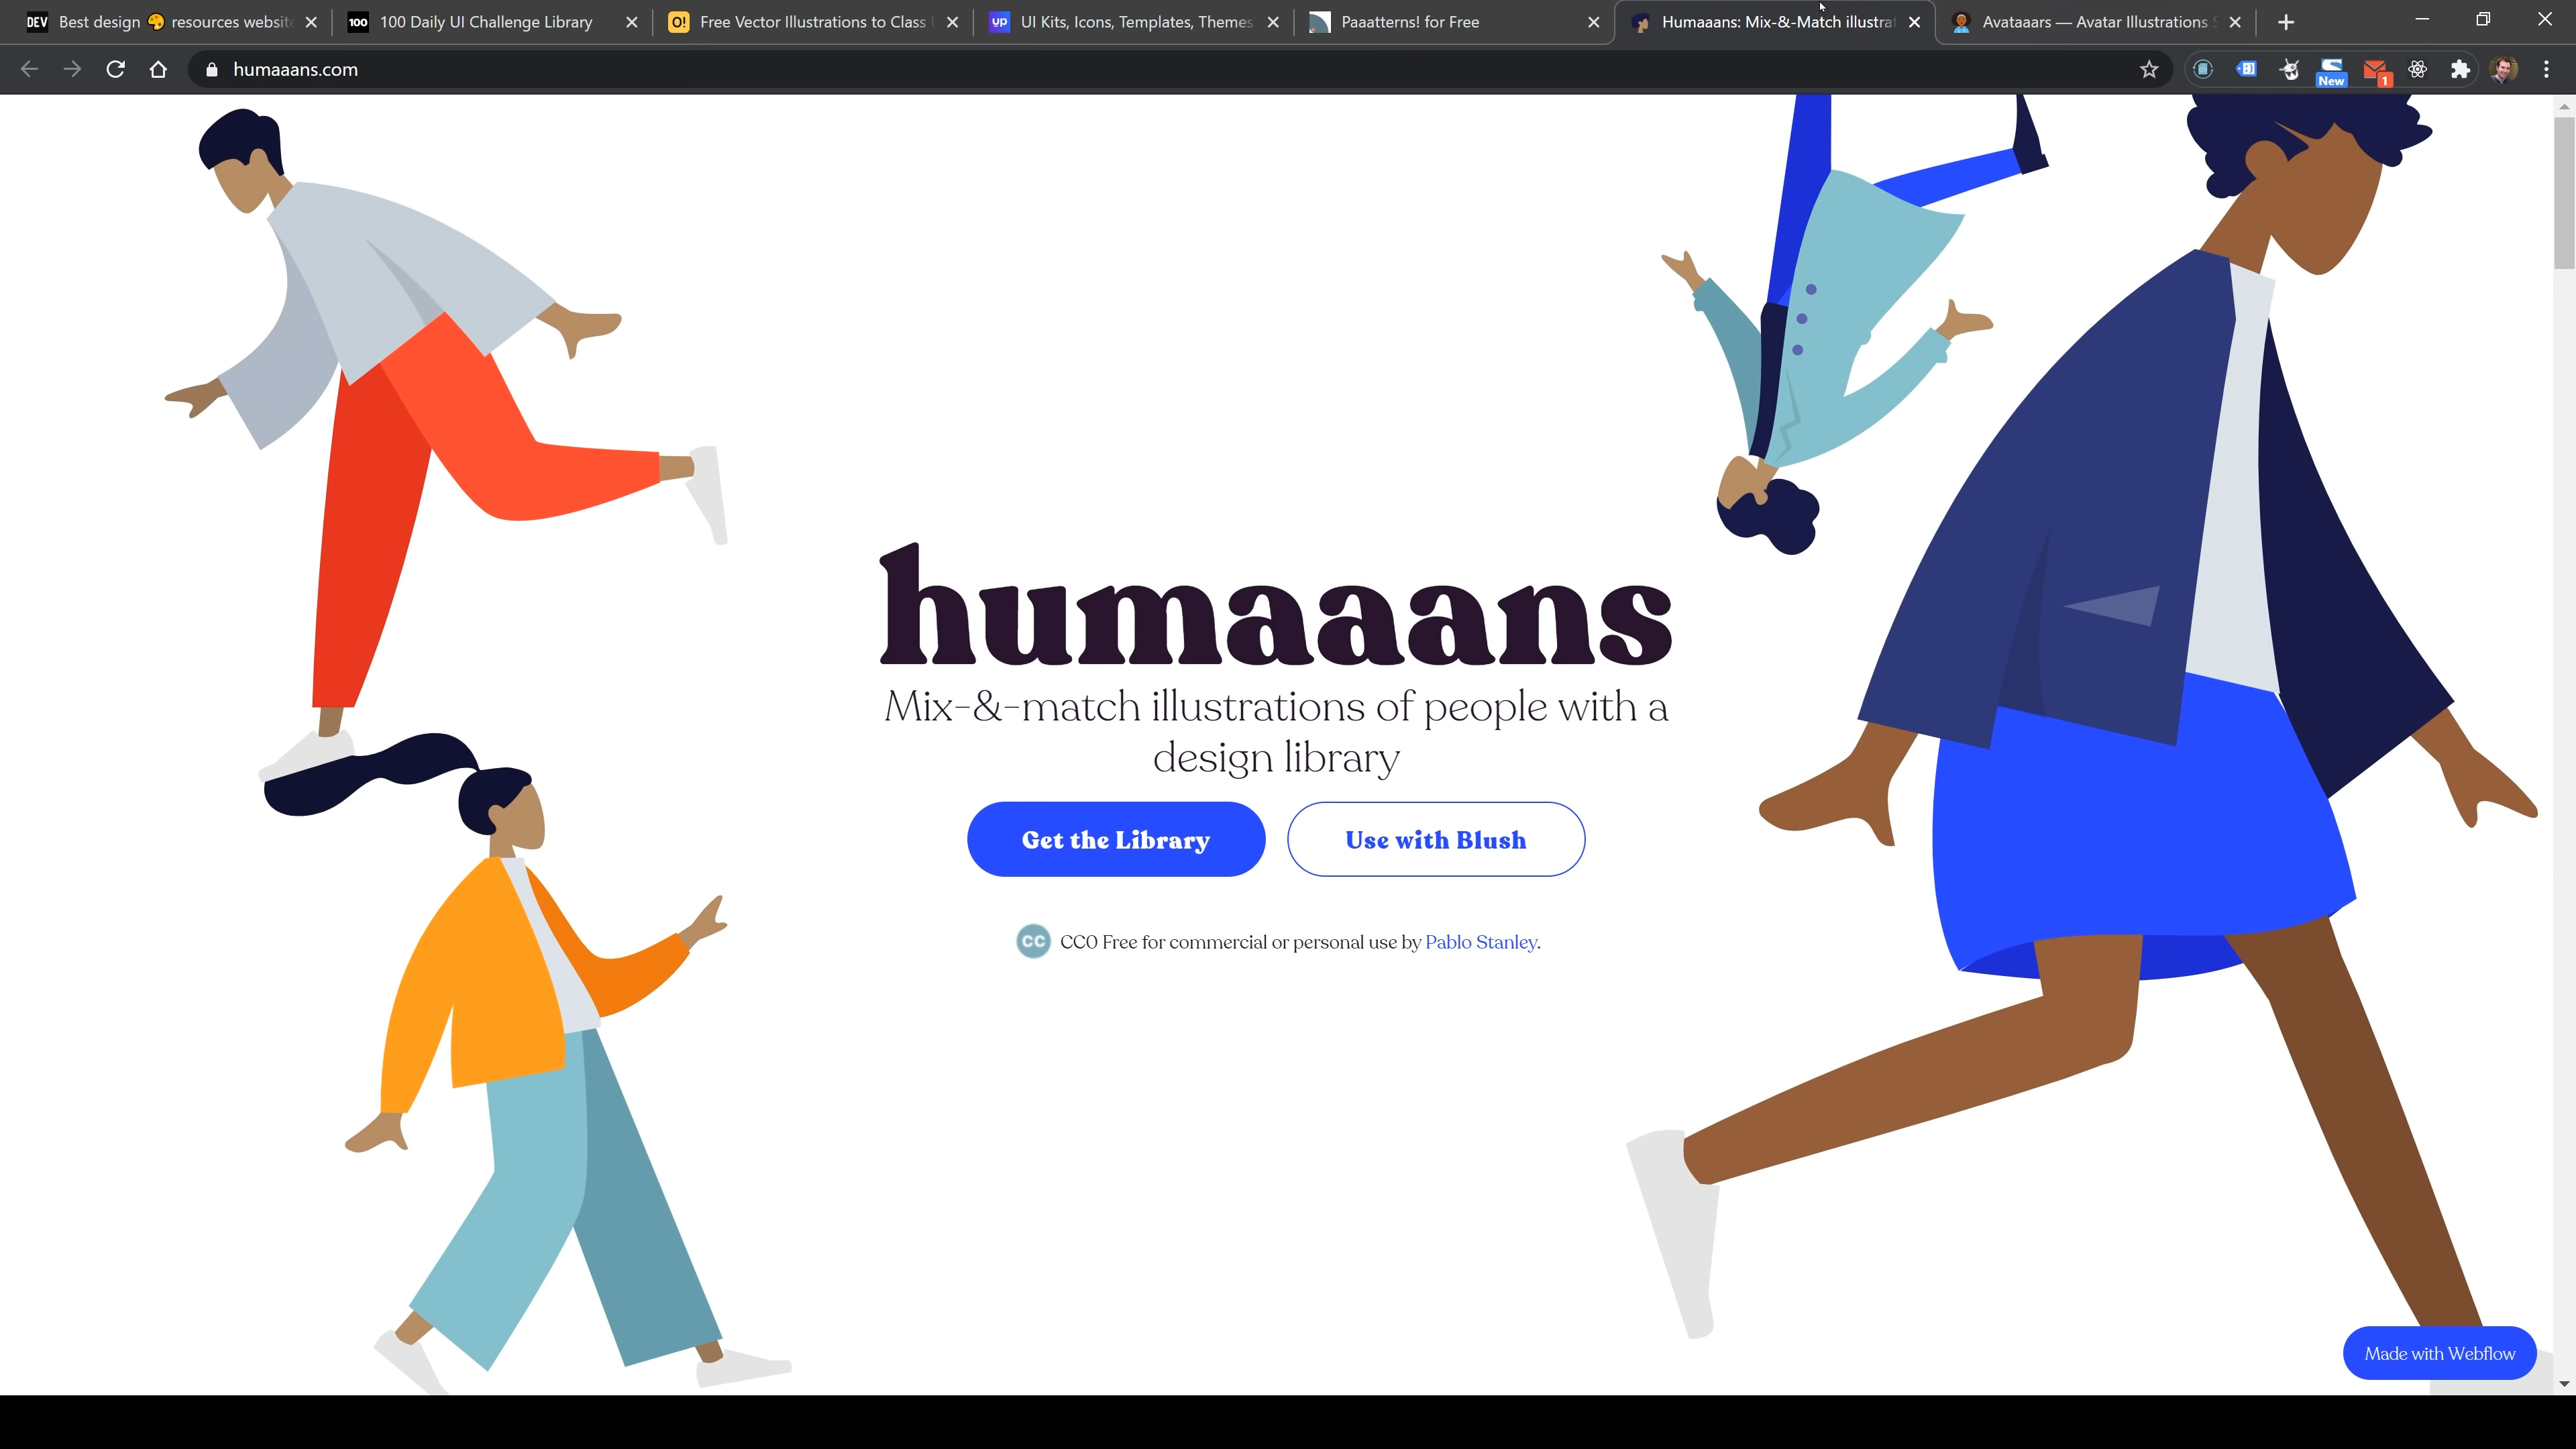 DEV Best design 🎨 resources websit
100 100 Daily UI Challenge Library
O! Free Vector Illustrations to Class
up UI Kits, Icons, Templates, Themes
Paaatterns! for Free
Humaaans: Mix-&-Match illustrat
Avataaars — Avatar Illustrations
humaaans.com
New
1
humaaans
Mix-&-match illustrations of people with a
design library
Get the Library
Use with Blush
CC CC0 Free for commercial or personal use by Pablo Stanley.
Made with Webflow